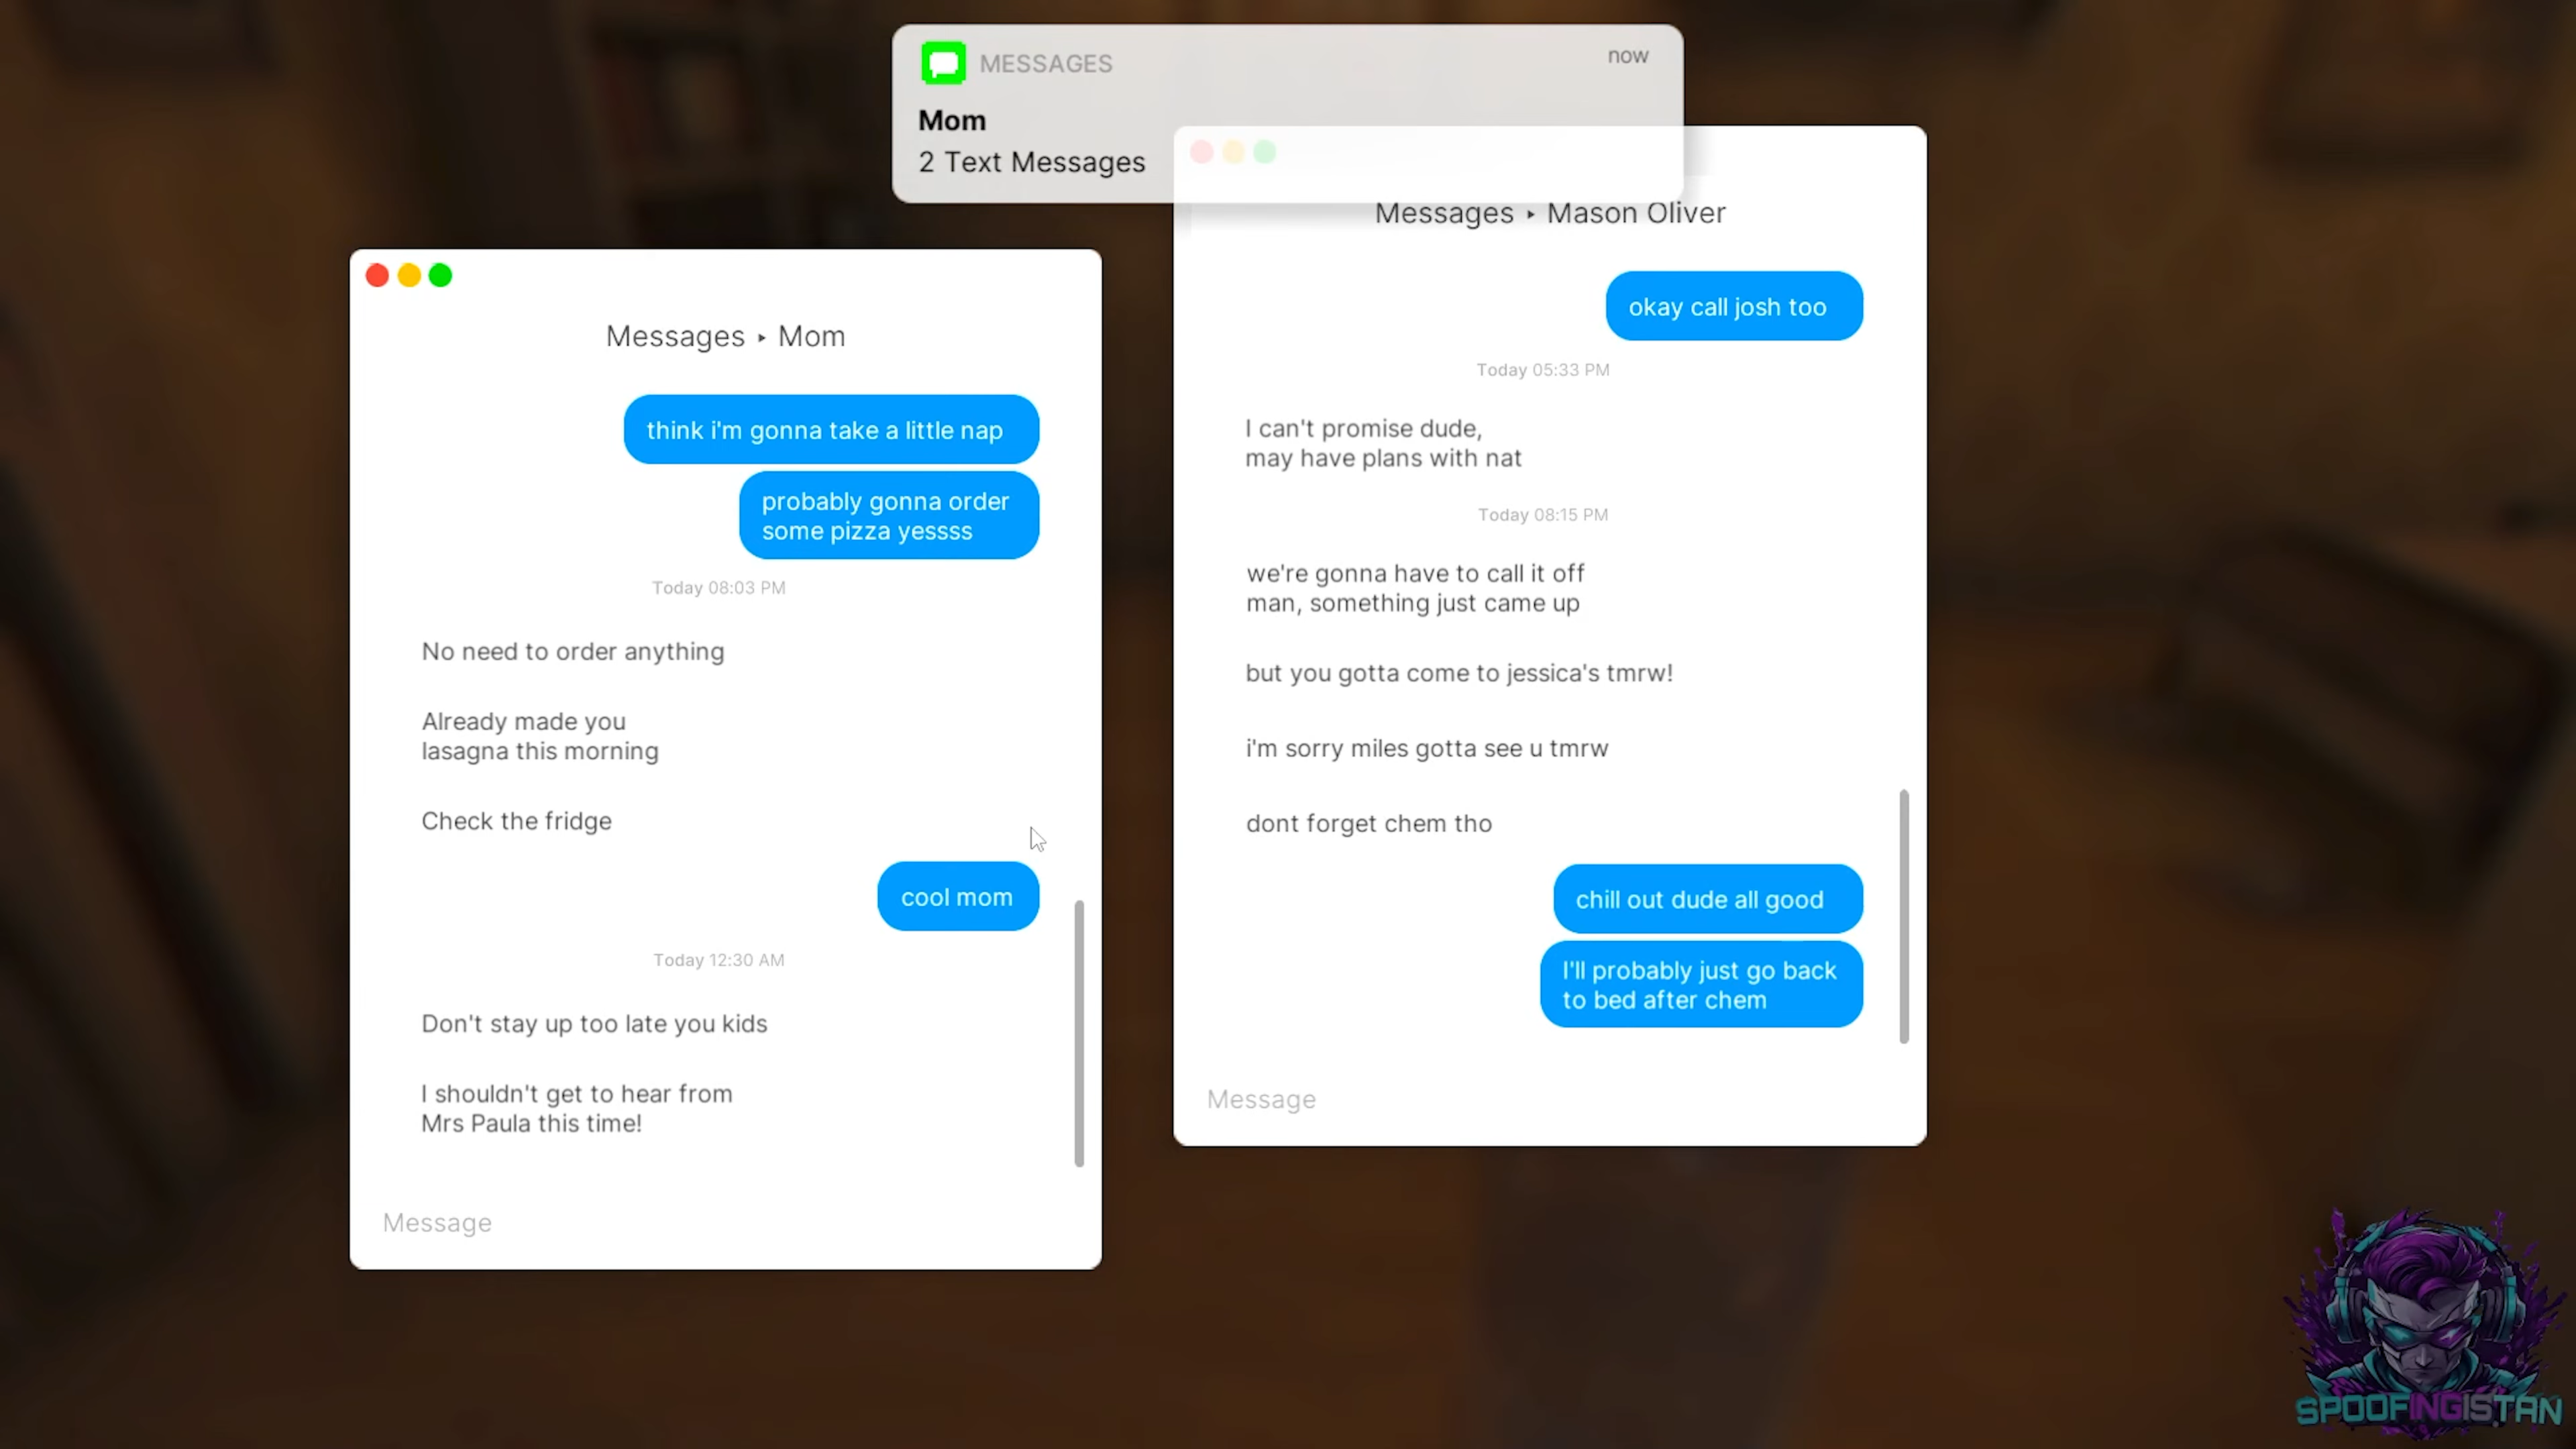 MESSAGES
now
Mom
2 Text Messages
Messages ‣ Mom
think i'm gonna take a little nap
probably gonna order
some pizza yessss
Today 08:03 PM
No need to order anything
Already made you
lasagna this morning
Check the fridge
cool mom
Today 12:30 AM
Don't stay up too late you kids
I shouldn't get to hear from
Mrs Paula this time!
Message
Messages ‣ Mason Oliver
okay call josh too
Today 05:33 PM
I can't promise dude,
may have plans with nat
Today 08:15 PM
we're gonna have to call it off
man, something just came up
but you gotta come to jessica's tmrw!
i'm sorry miles gotta see u tmrw
dont forget chem tho
chill out dude all good
I'll probably just go back
to bed after chem
Message
SPOOFINGISTAN